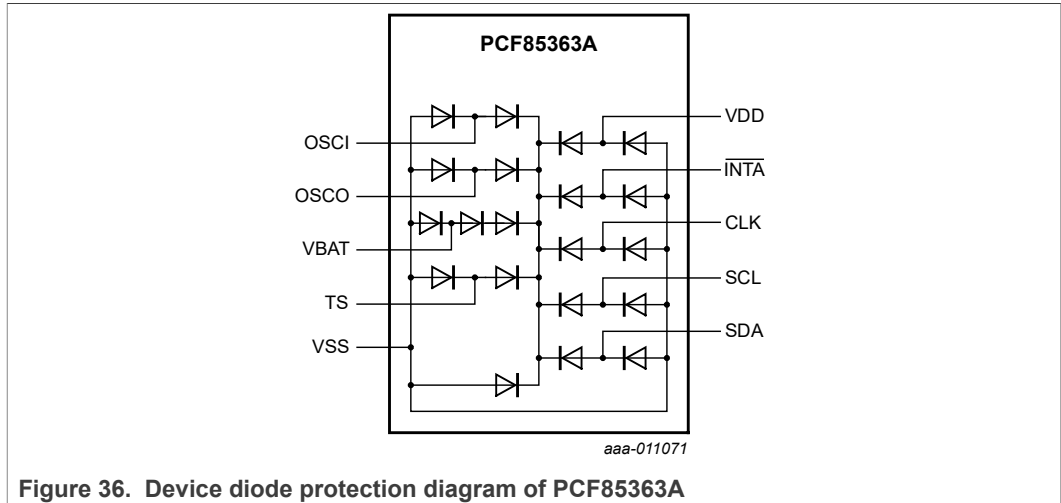 PCF85363A
OSCI
OSCO
VBAT
TS
VSS
VDD
INTA
CLK
SCL
SDA
aaa-011071
Figure 36. Device diode protection diagram of PCF85363A